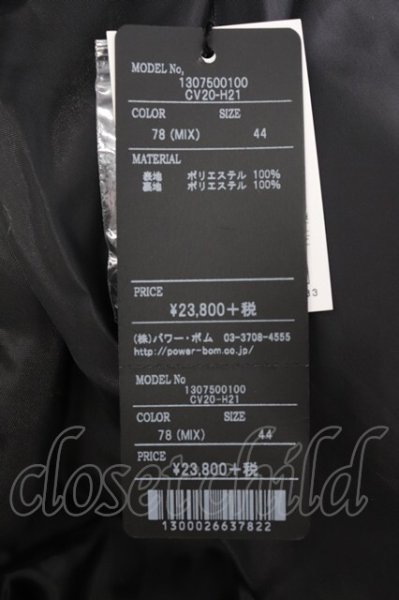 MODEL No,
1307500100
CV20-H21
COLOR SIZE
78 (MIX) 44
MATERIAL
表地 ポリエステル 100%
裏地 ポリエステル 100%
PRICE
¥23,800+税
(株)パワー・ボム 03-3708-4555
http://power-bom.co.jp/
MODEL No
1307500100
CV20-H21
COLOR SIZE
78 (MIX) 44
PRICE
¥23,800+税
closet child
1300026637822